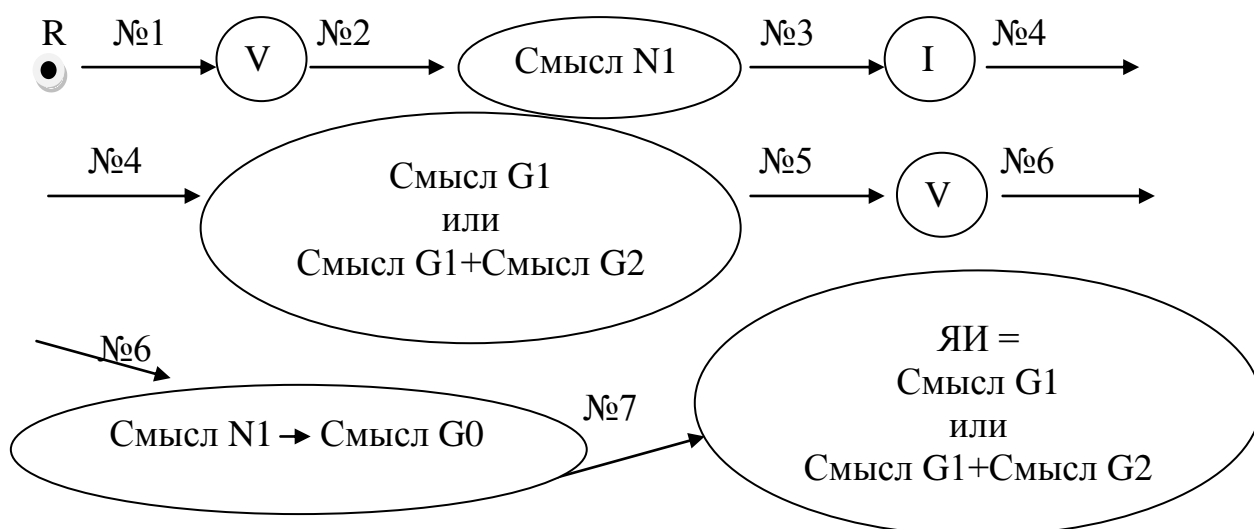 R №1 V №2 Смысл N1 №3 I №4
№4 Смысл G1 №5 V №6
или
Смысл G1+Смысл G2
№6
Смысл N1 Смысл G0 №7
ЯИ =
Смысл G1
или
Смысл G1+Смысл G2